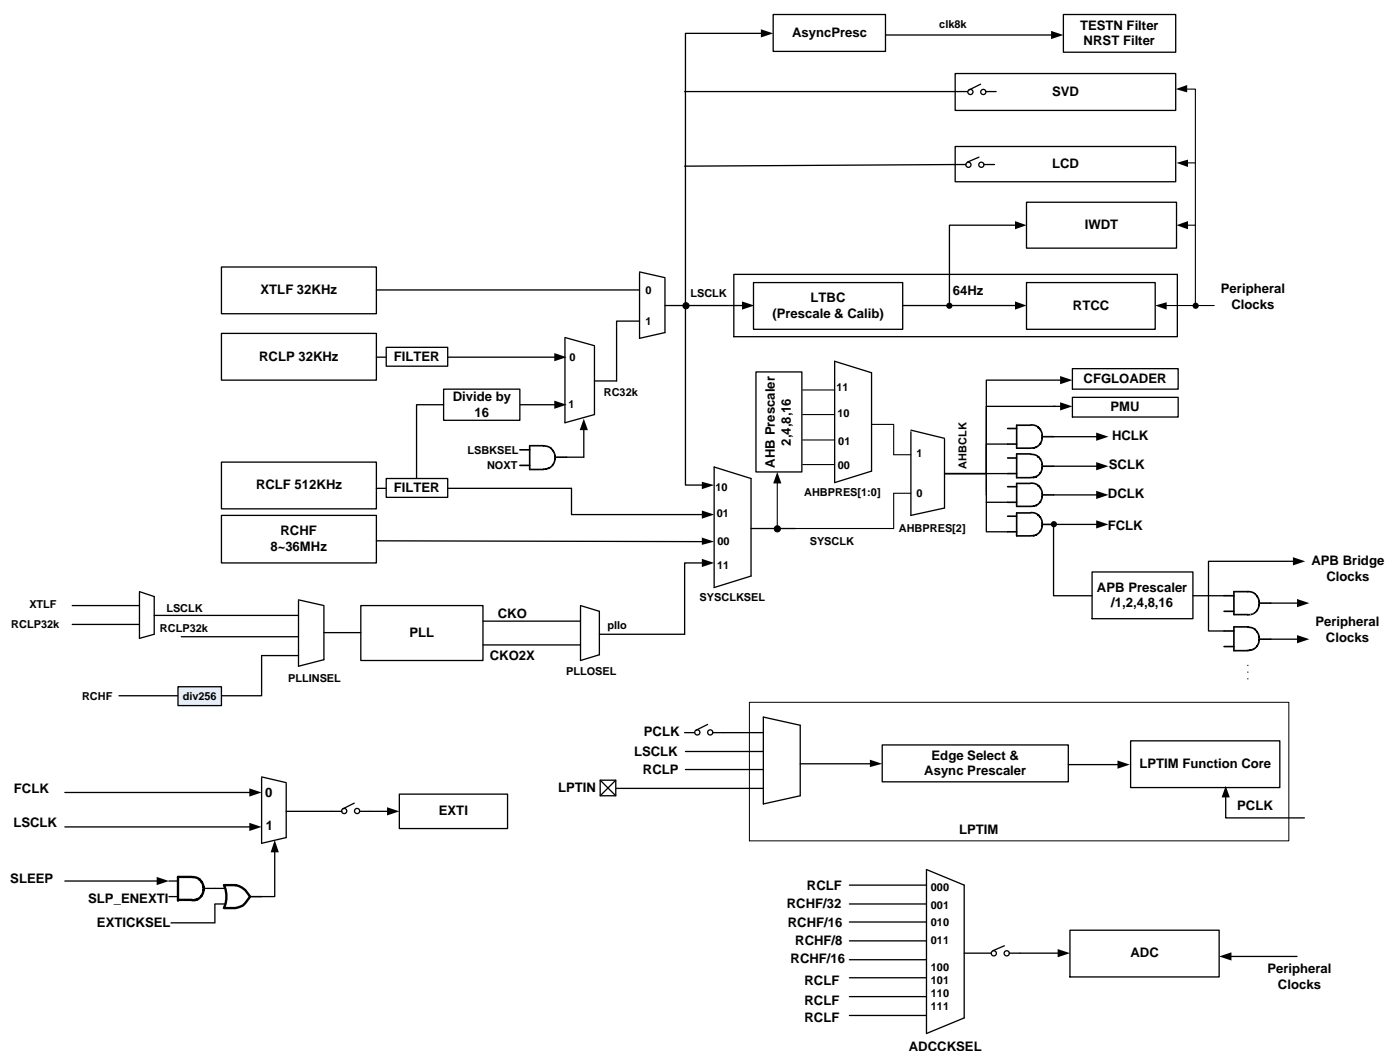 AsyncPresc
clk8k
TESTN Filter
NRST Filter
SVD
LCD
IWDT
XTLF 32KHz
0
1
LSCLK
LTBC
(Prescale & Calib)
64Hz
RTCC
Peripheral
Clocks
RCLP 32KHz
FILTER
0
1
RC32k
Divide by
16
LSBKSEL
NOXT
RCLF 512KHz
FILTER
RCHF
8~36MHz
10
01
00
11
SYSCLKSEL
SYSCLK
AHB Prescaler
2,4,8,16
11
10
01
00
AHBPRES[1:0]
1
0
AHBPRES[2]
AHBCLK
CFGLOADER
PMU
HCLK
SCLK
DCLK
FCLK
APB Prescaler
/1,2,4,8,16
APB Bridge
Clocks
Peripheral
Clocks
XTLF
RCLP32k
LSCLK
RCLP32k
RCHF
div256
PLLINSEL
PLL
CKO
CKO2X
PLLOSEL
pllo
FCLK
LSCLK
0
1
EXTI
SLEEP
SLP_ENEXTI
EXTICKSEL
PCLK
LSCLK
RCLP
LPTIN
Edge Select &
Async Prescaler
LPTIM Function Core
PCLK
LPTIM
RCLF
RCHF/32
RCHF/16
RCHF/8
RCHF/16
RCLF
RCLF
RCLF
000
001
010
011
100
101
110
111
ADCCKSEL
ADC
Peripheral
Clocks